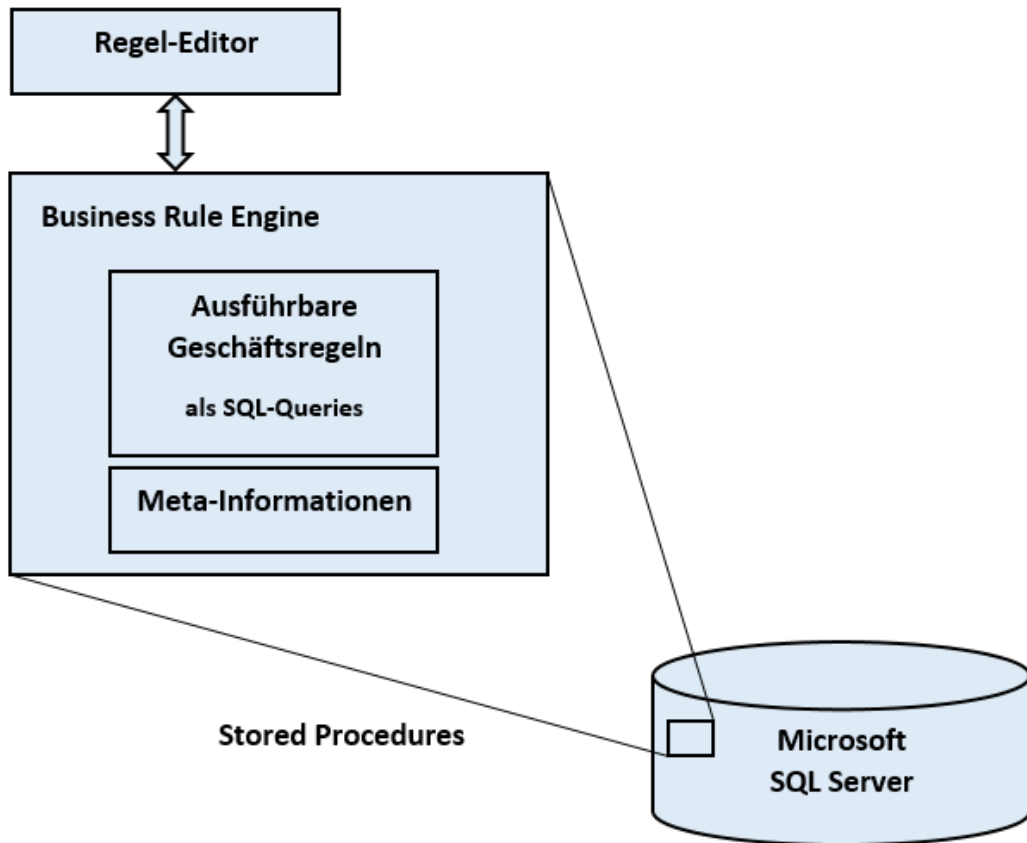 Regel-Editor
Business Rule Engine
Ausführbare
Geschäftsregeln
als SQL-Queries
Meta-Informationen
Stored Procedures
Microsoft
SQL Server